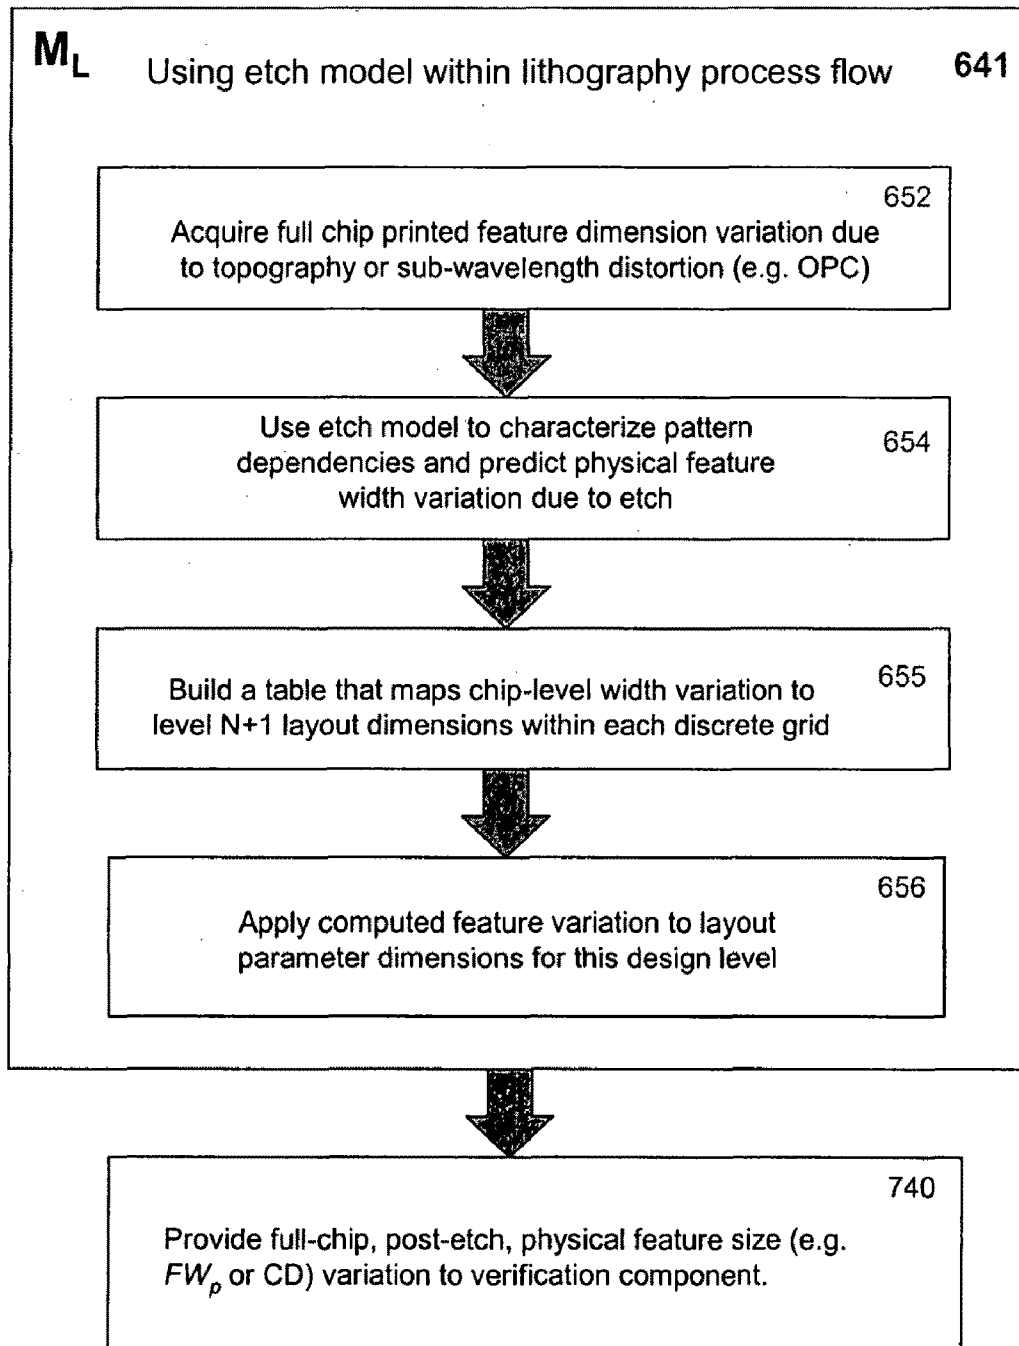 M_L Using etch model within lithography process flow 641
652
Acquire full chip printed feature dimension variation due
to topography or sub-wavelength distortion (e.g. OPC)
Use etch model to characterize pattern
dependencies and predict physical feature
width variation due to etch
654
Build a table that maps chip-level width variation to
level N+1 layout dimensions within each discrete grid
655
656
Apply computed feature variation to layout
parameter dimensions for this design level
740
Provide full-chip, post-etch, physical feature size (e.g.
FW_p or CD) variation to verification component.